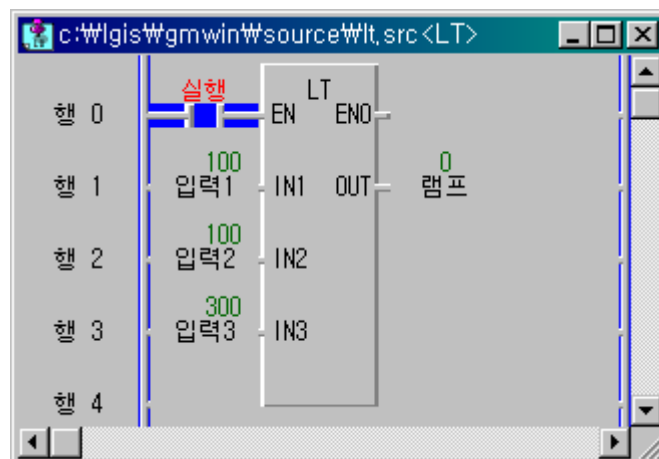 c:₩lgis₩gmwin₩source₩lt.src<LT>
실행 LT
행 0 EN ENO
100 0
행 1 입력1 IN1 OUT 램프
100
행 2 입력2 IN2
300
행 3 입력3 IN3
행 4